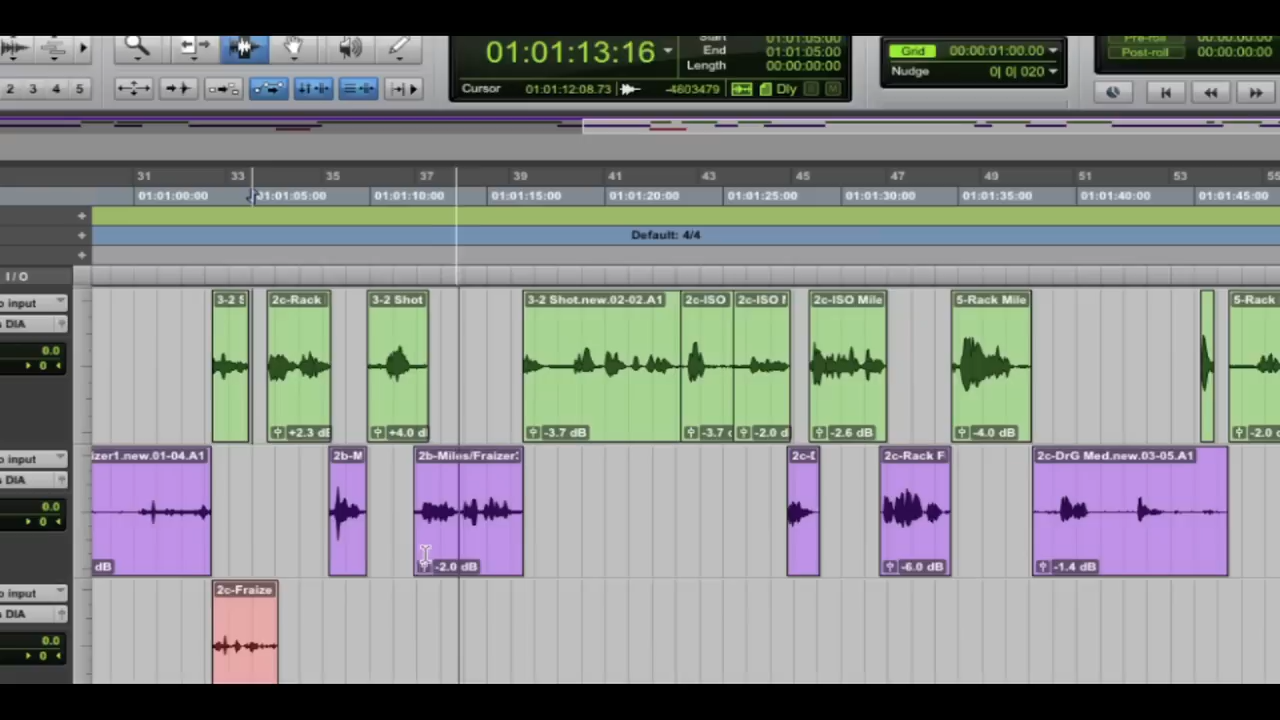 01:01:13:16
Start 01:01:05:00
End 01:01:05:00
Length 00:00:00:00
Cursor 01:01:12:08.73 -4603479 Dly
Grid 00:00:01:00.00
Nudge 0| 0| 020
Pre-roll 00:00:00:00
Post-roll 00:00:00:00
2 3 4 5
31 33 35 37 39 41 43 45 47 49 51 53 55
01:01:00:00 01:01:05:00 01:01:10:00 01:01:15:00 01:01:20:00 01:01:25:00 01:01:30:00 01:01:35:00 01:01:40:00 01:01:45:00
Default: 4/4
I / O
o input
DIA
0.0
0
3-2 S 2c-Rack 3-2 Shot 3-2 Shot.new.02-02.A1 2c-ISO 2c-ISO 2c-ISO Mile 5-Rack Mile 5-Rack
+2.3 dB +4.0 d -3.7 dB -3.7 -2.0 d -2.6 dB -4.0 dB -2.0
o input
DIA
0.0
0
izer1.new.01-04.A1 2b-M 2b-Miles/Fraizer 2c-D 2c-Rack F 2c-DrG Med.new.03-05.A1
dB -2.0 dB -6.0 dB -1.4 dB
o input
DIA
0.0
0
2c-Fraize